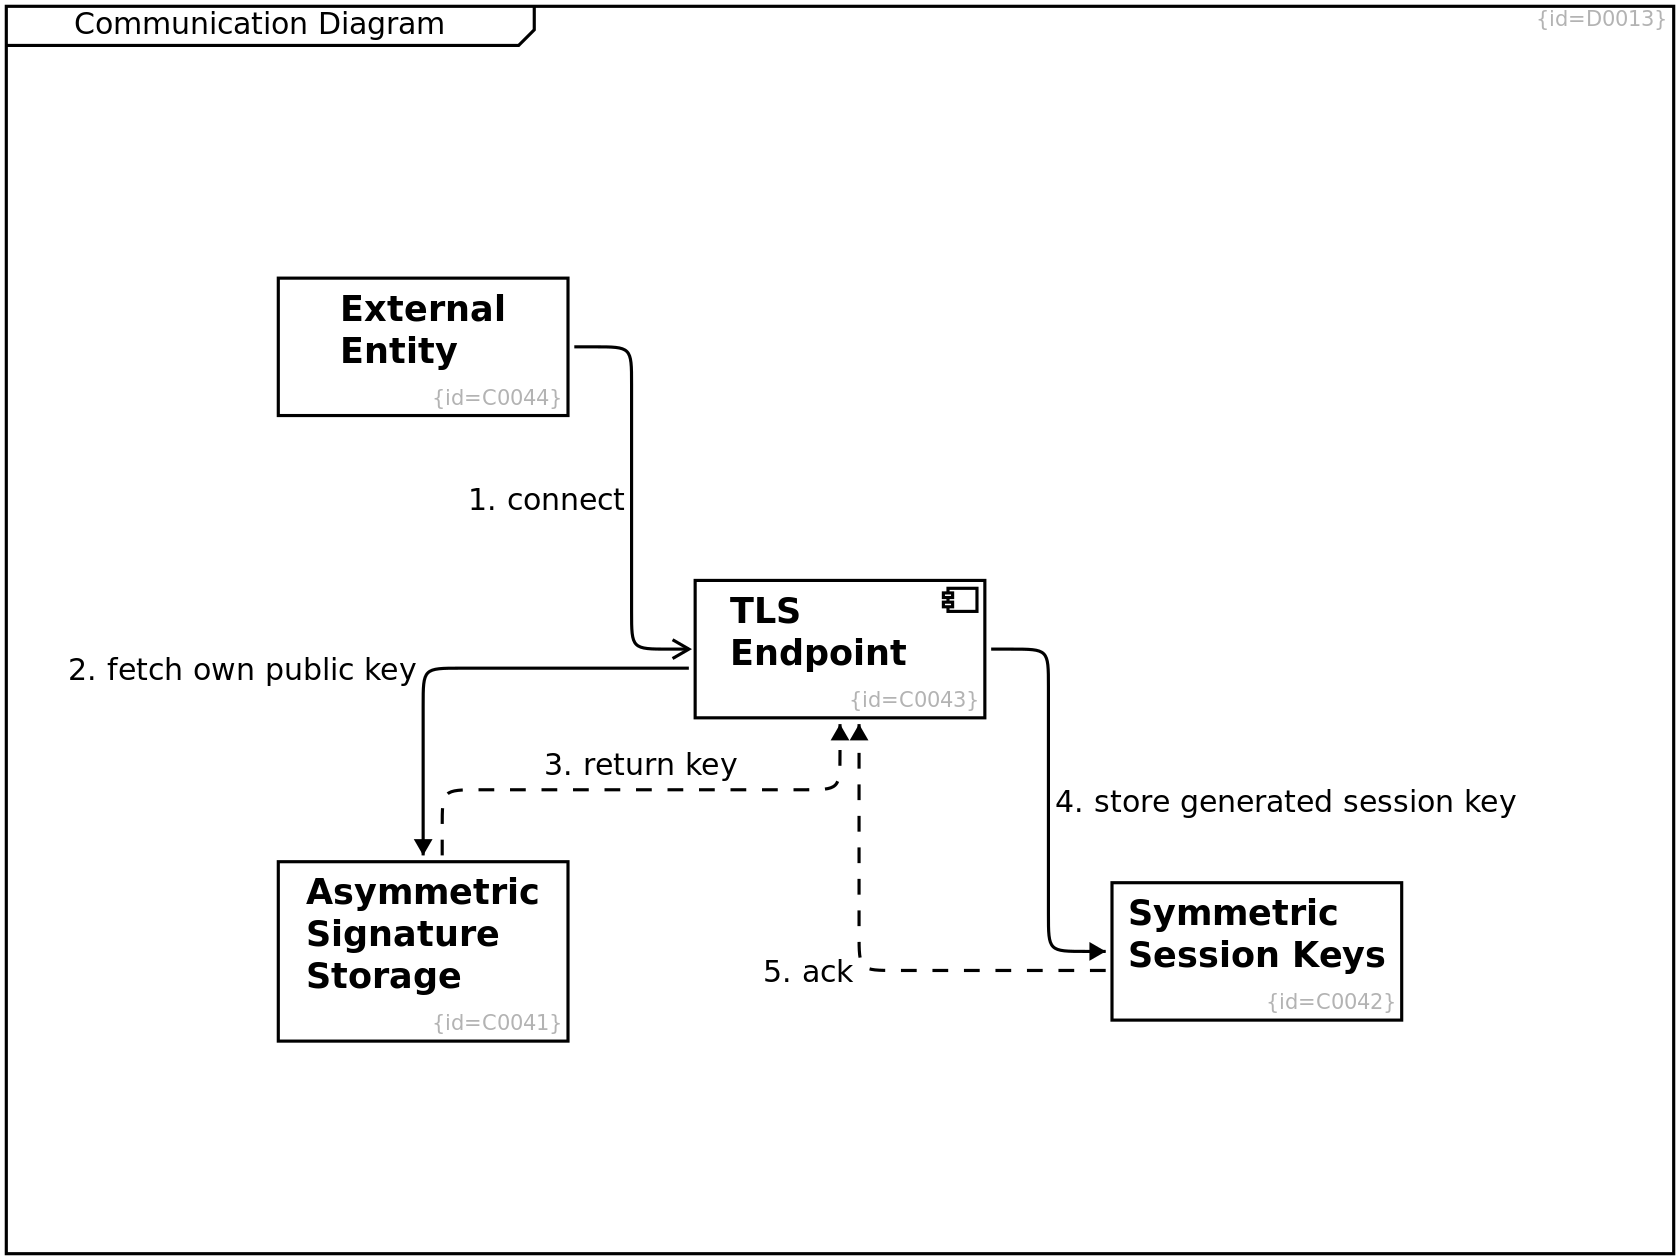 Communication Diagram
{id=D0013}
External
Entity
{id=C0044}
1. connect
TLS
Endpoint
{id=C0043}
2. fetch own public key
3. return key
4. store generated session key
Asymmetric
Signature
Storage
{id=C0041}
5. ack
Symmetric
Session Keys
{id=C0042}